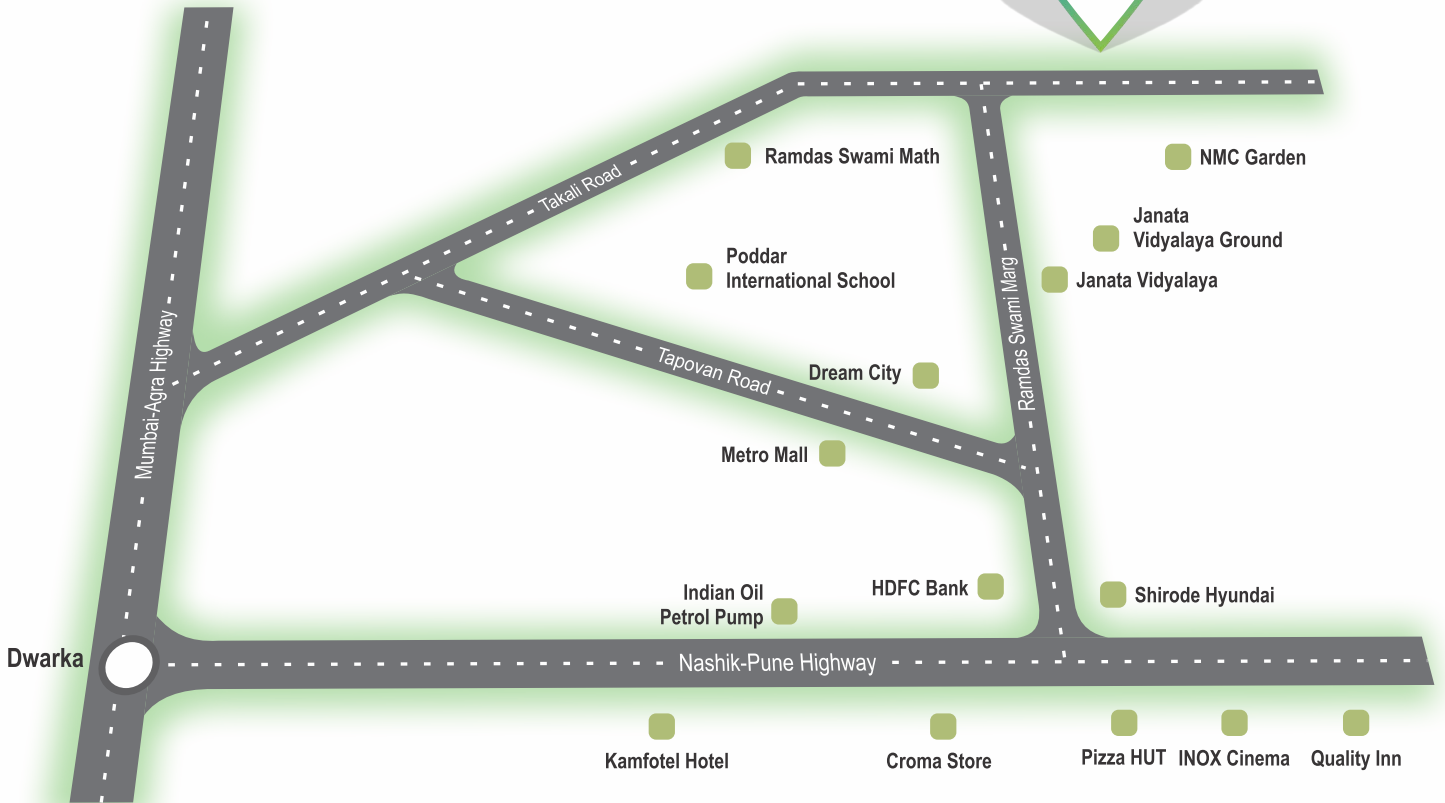 Ramdas Swami Math
NMC Garden
Takali Road
Janata
Vidyalaya Ground
Poddar
International School
Janata Vidyalaya
Ramdas Swami Marg
Mumbai-Agra Highway
Tapovan Road
Dream City
Metro Mall
Indian Oil
Petrol Pump
HDFC Bank
Shirode Hyundai
Dwarka
Nashik-Pune Highway
Kamfotel Hotel
Croma Store
Pizza HUT
INOX Cinema
Quality Inn